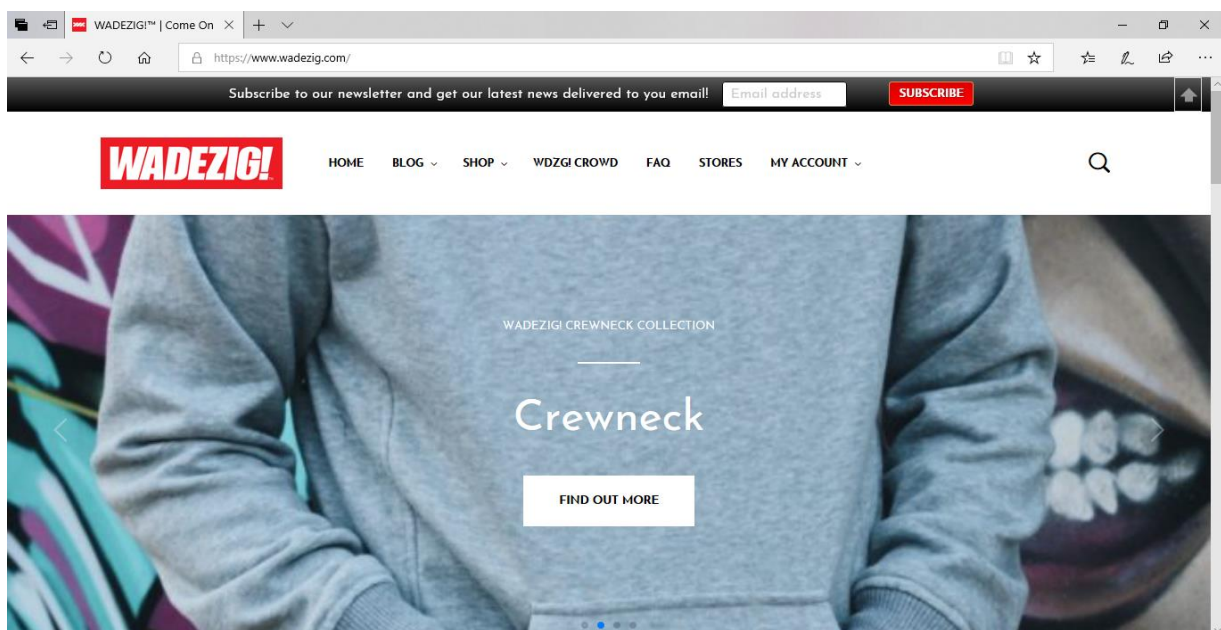 WADEZIG!™ | Come On
https://www.wadezig.com/
Subscribe to our newsletter and get our latest news delivered to you email! Email address SUBSCRIBE
WADEZIG! HOME BLOG SHOP WDZG! CROWD FAQ STORES MY ACCOUNT
WADEZIG! CREWNECK COLLECTION
Crewneck
FIND OUT MORE